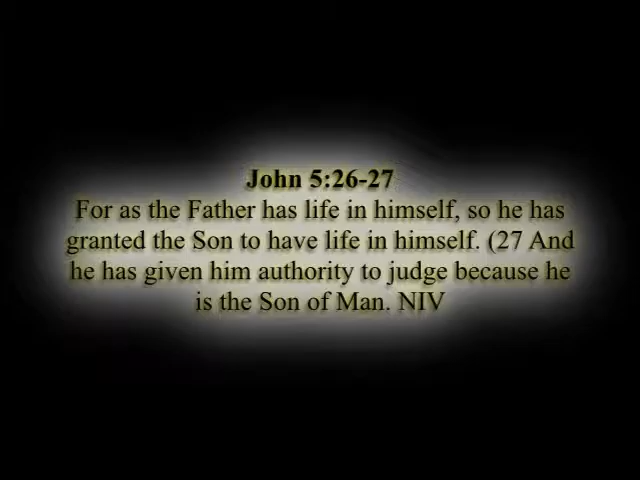 John 5:26-27
For as the Father has life in himself, so he has
granted the Son to have life in himself. (27 And
he has given him authority to judge because he
is the Son of Man. NIV